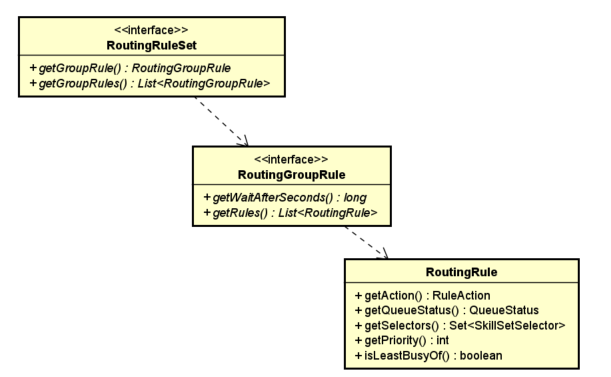 <<interface>>
RoutingRuleSet
+ getGroupRule() : RoutingGroupRule
+ getGroupRules() : List<RoutingGroupRule>
<<interface>>
RoutingGroupRule
+ getWaitAfterSeconds() : long
+ getRules() : List<RoutingRule>
RoutingRule
+ getAction() : RuleAction
+ getQueueStatus() : QueueStatus
+ getSelectors() : Set<SkillSetSelector>
+ getPriority() : int
+ isLeastBusyOf() : boolean